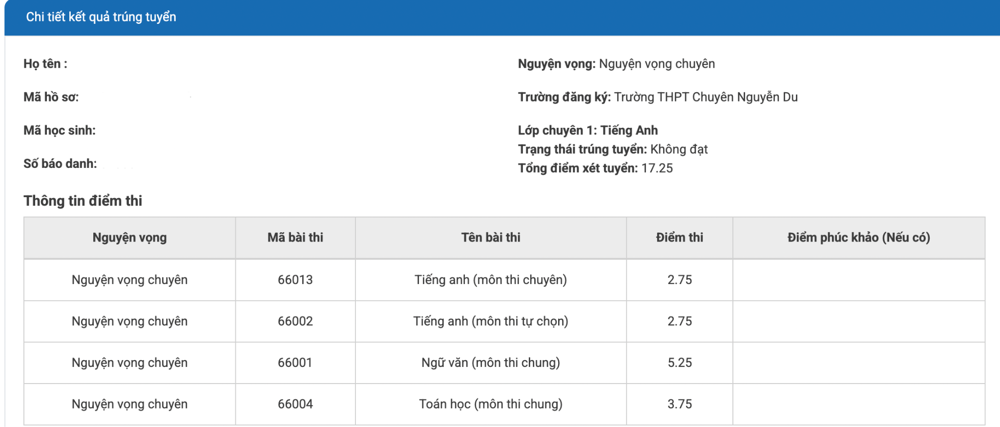 Chi tiết kết quả trúng tuyển
Họ tên :
Nguyện vọng: Nguyện vọng chuyên
Mã hồ sơ:
Trường đăng ký: Trường THPT Chuyên Nguyễn Du
Mã học sinh:
Lớp chuyên 1: Tiếng Anh
Trạng thái trúng tuyển: Không đạt
Số báo danh:
Tổng điểm xét tuyển: 17.25
Thông tin điểm thi
Nguyện vọng Mã bài thi Tên bài thi Điểm thi Điểm phúc khảo (Nếu có)
Nguyện vọng chuyên 66013 Tiếng anh (môn thi chuyên) 2.75
Nguyện vọng chuyên 66002 Tiếng anh (môn thi tự chọn) 2.75
Nguyện vọng chuyên 66001 Ngữ văn (môn thi chung) 5.25
Nguyện vọng chuyên 66004 Toán học (môn thi chung) 3.75